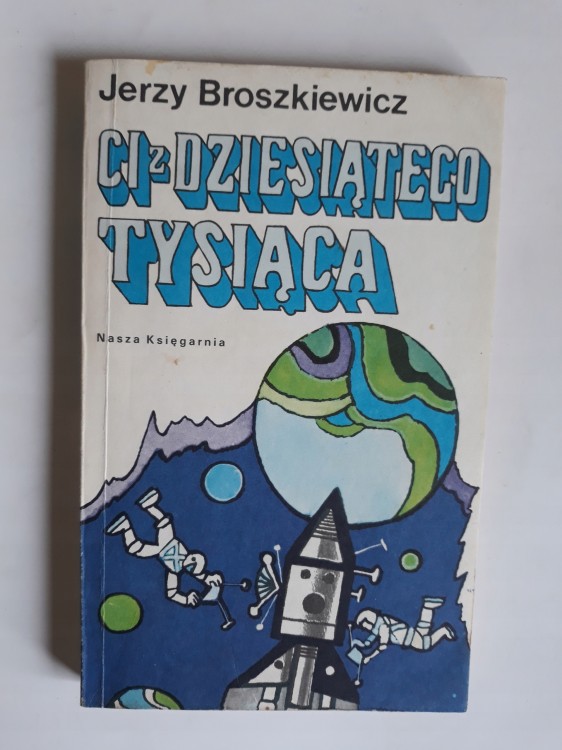 Jerzy Broszkiewicz
CI z DZIESIĄTEGO
TYSIĄCA
Nasza Księgarnia